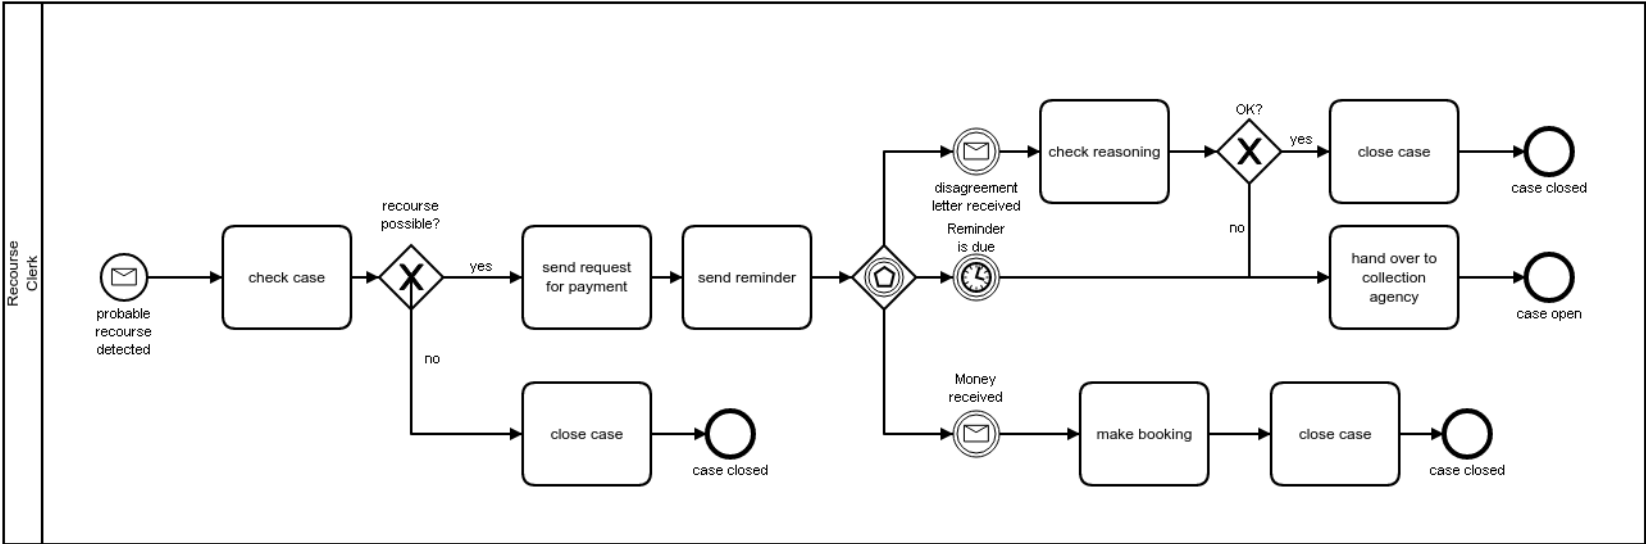 Recourse
Clerk
probable
recourse
detected
check case
recourse
possible?
yes
no
send request
for payment
send reminder
close case
case closed
disagreement
letter received
check reasoning
OK?
yes
no
close case
case closed
Reminder
is due
hand over to
collection
agency
case open
Money
received
make booking
close case
case closed